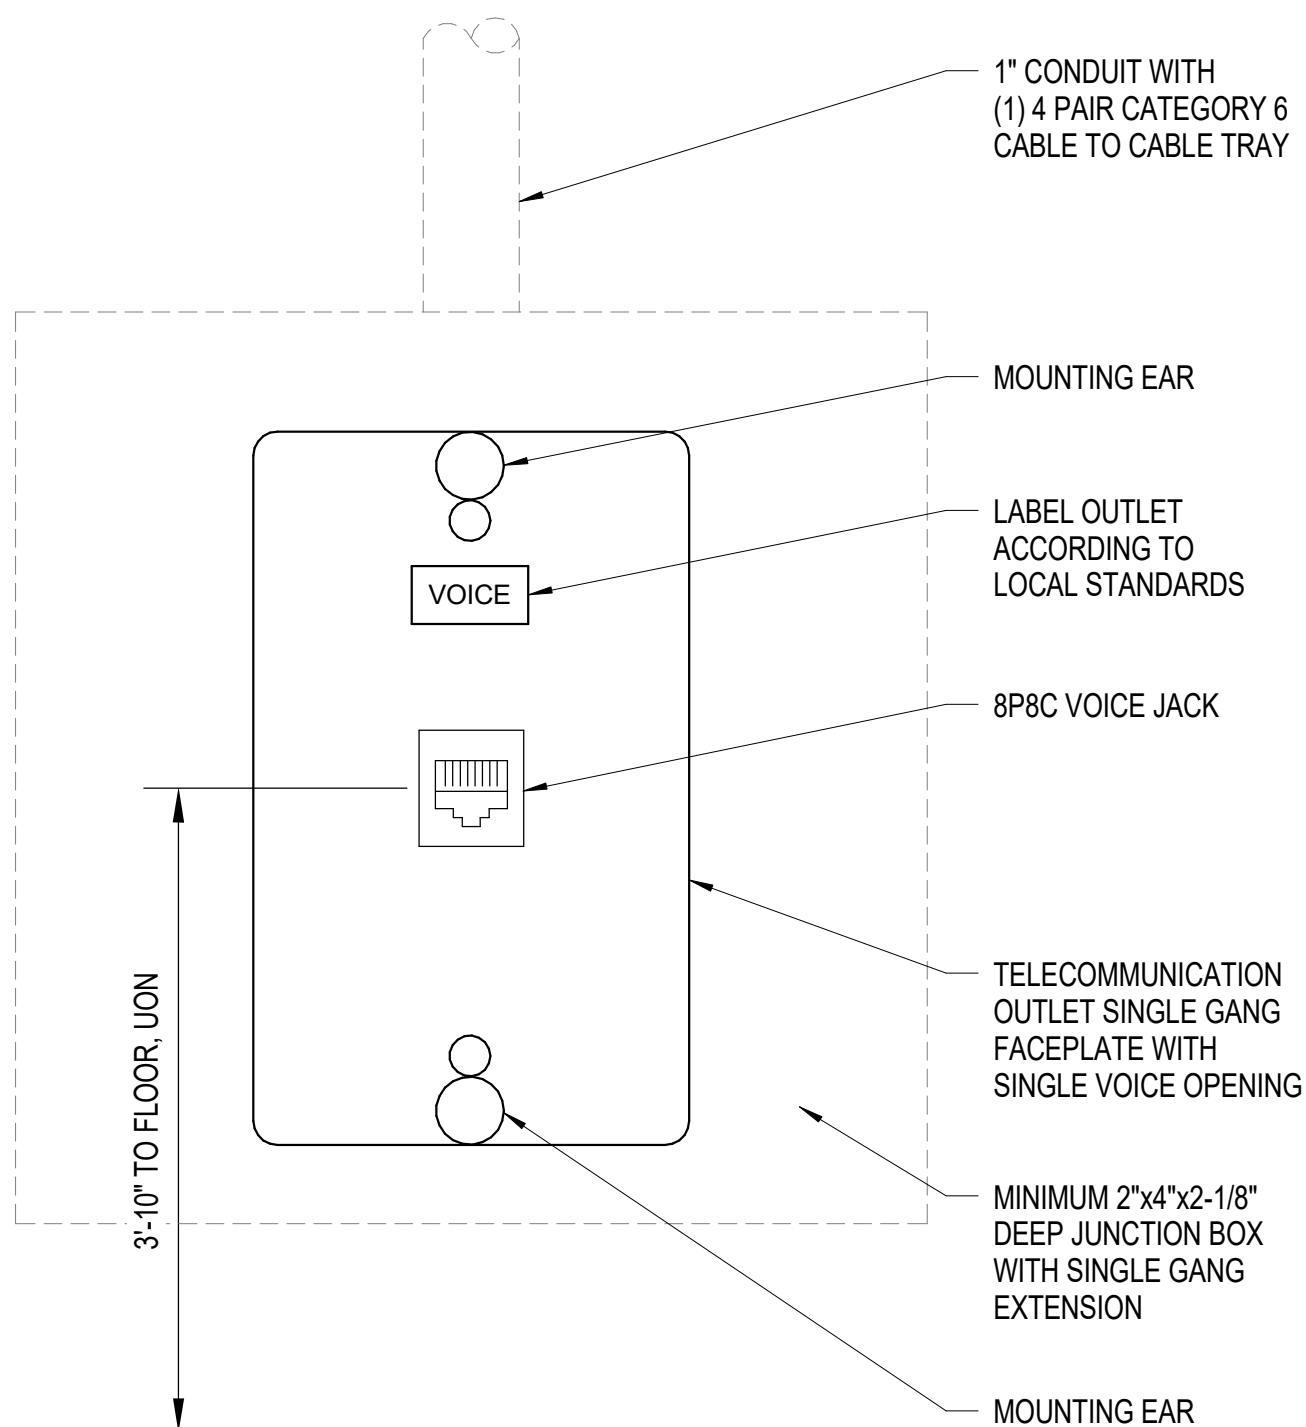 1" CONDUIT WITH
(1) 4 PAIR CATEGORY 6
CABLE TO CABLE TRAY
MOUNTING EAR
LABEL OUTLET
ACCORDING TO
LOCAL STANDARDS
VOICE
8P8C VOICE JACK
TELECOMMUNICATION
OUTLET SINGLE GANG
FACEPLATE WITH
SINGLE VOICE OPENING
3'-10" TO FLOOR, UON
MINIMUM 2"x4"x2-1/8"
DEEP JUNCTION BOX
WITH SINGLE GANG
EXTENSION
MOUNTING EAR